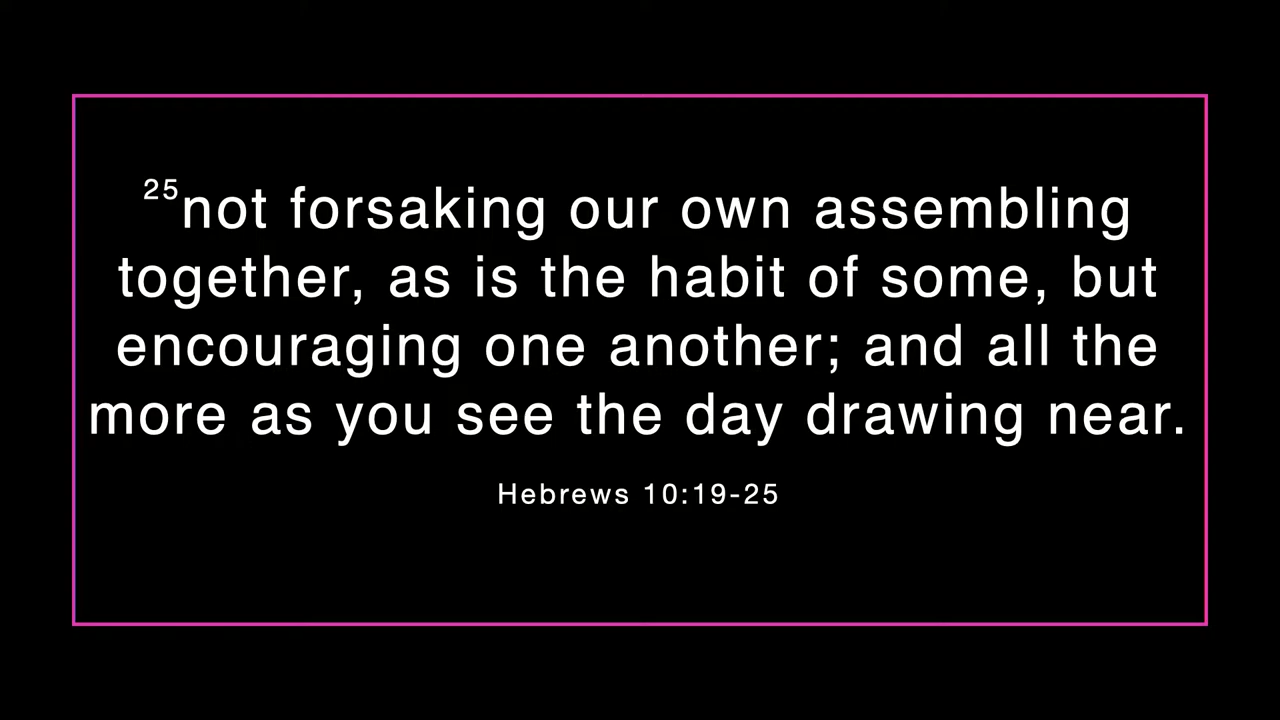 25not forsaking our own assembling
together, as is the habit of some, but
encouraging one another; and all the
more as you see the day drawing near.
Hebrews 10:19-25